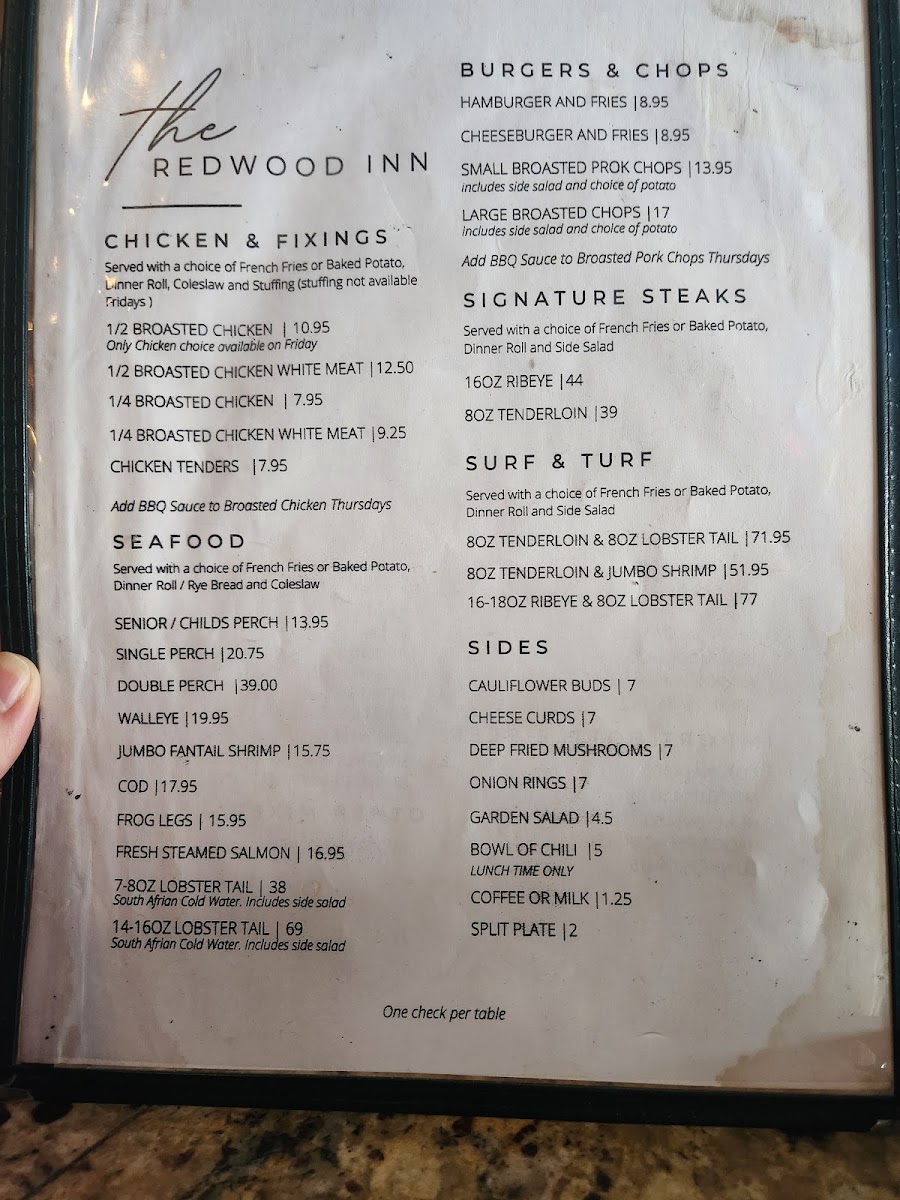 the
REDWOOD INN
CHICKEN & FIXINGS
Served with a choice of French Fries or Baked Potato,
Dinner Roll, Coleslaw and Stuffing (stuffing not available
Fridays )
1/2 BROASTED CHICKEN | 10.95
Only Chicken choice available on Friday
1/2 BROASTED CHICKEN WHITE MEAT |12.50
1/4 BROASTED CHICKEN | 7.95
1/4 BROASTED CHICKEN WHITE MEAT |9.25
CHICKEN TENDERS |7.95
Add BBQ Sauce to Broasted Chicken Thursdays
SEAFOOD
Served with a choice of French Fries or Baked Potato,
Dinner Roll / Rye Bread and Coleslaw
SENIOR / CHILDS PERCH |13.95
SINGLE PERCH |20.75
DOUBLE PERCH |39.00
WALLEYE |19.95
JUMBO FANTAIL SHRIMP |15.75
COD |17.95
FROG LEGS | 15.95
FRESH STEAMED SALMON | 16.95
7-8OZ LOBSTER TAIL | 38
South Afrian Cold Water. Includes side salad
14-16OZ LOBSTER TAIL | 69
South Afrian Cold Water. Includes side salad
BURGERS & CHOPS
HAMBURGER AND FRIES |8.95
CHEESEBURGER AND FRIES |8.95
SMALL BROASTED PROK CHOPS |13.95
includes side salad and choice of potato
LARGE BROASTED CHOPS |17
includes side salad and choice of potato
Add BBQ Sauce to Broasted Pork Chops Thursdays
SIGNATURE STEAKS
Served with a choice of French Fries or Baked Potato,
Dinner Roll and Side Salad
16OZ RIBEYE |44
8OZ TENDERLOIN |39
SURF & TURF
Served with a choice of French Fries or Baked Potato,
Dinner Roll and Side Salad
8OZ TENDERLOIN & 8OZ LOBSTER TAIL |71.95
8OZ TENDERLOIN & JUMBO SHRIMP |51.95
16-18OZ RIBEYE & 8OZ LOBSTER TAIL |77
SIDES
CAULIFLOWER BUDS | 7
CHEESE CURDS |7
DEEP FRIED MUSHROOMS |7
ONION RINGS |7
GARDEN SALAD |4.5
BOWL OF CHILI |5
LUNCH TIME ONLY
COFFEE OR MILK |1.25
SPLIT PLATE |2
One check per table